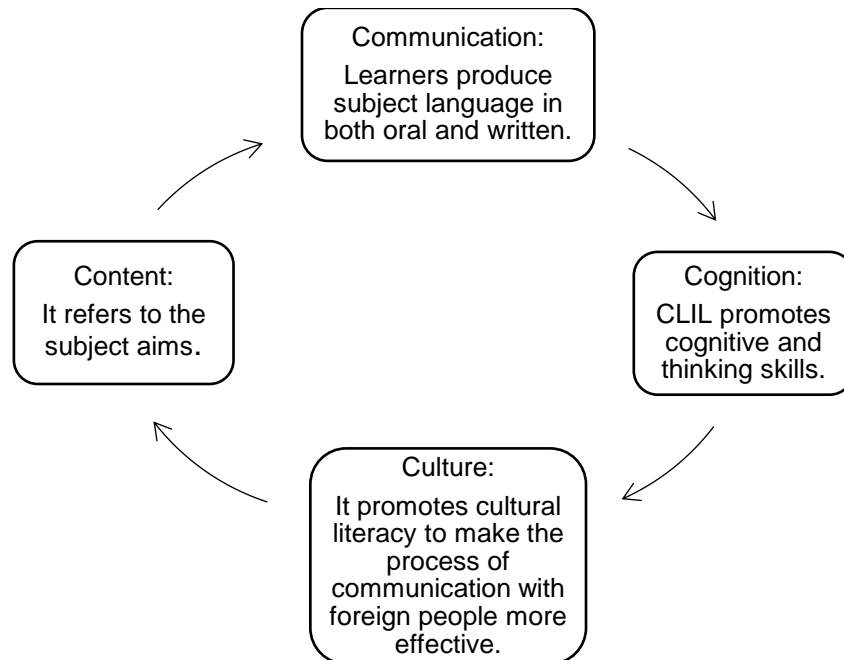 Communication:
Learners produce
subject language in
both oral and written.
Content:
It refers to the
subject aims.
Cognition:
CLIL promotes
cognitive and
thinking skills.
Culture:
It promotes cultural
literacy to make the
process of
communication with
foreign people more
effective.